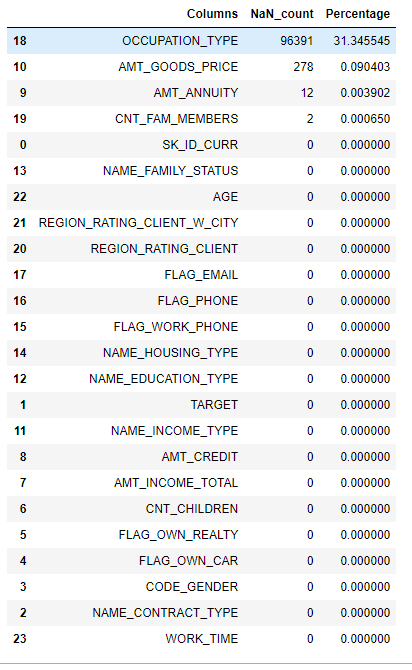 Columns NaN_count Percentage
18 OCCUPATION_TYPE 96391 31.345545
10 AMT_GOODS_PRICE 278 0.090403
9 AMT_ANNUITY 12 0.003902
19 CNT_FAM_MEMBERS 2 0.000650
0 SK_ID_CURR 0 0.000000
13 NAME_FAMILY_STATUS 0 0.000000
22 AGE 0 0.000000
21 REGION_RATING_CLIENT_W_CITY 0 0.000000
20 REGION_RATING_CLIENT 0 0.000000
17 FLAG_EMAIL 0 0.000000
16 FLAG_PHONE 0 0.000000
15 FLAG_WORK_PHONE 0 0.000000
14 NAME_HOUSING_TYPE 0 0.000000
12 NAME_EDUCATION_TYPE 0 0.000000
1 TARGET 0 0.000000
11 NAME_INCOME_TYPE 0 0.000000
8 AMT_CREDIT 0 0.000000
7 AMT_INCOME_TOTAL 0 0.000000
6 CNT_CHILDREN 0 0.000000
5 FLAG_OWN_REALTY 0 0.000000
4 FLAG_OWN_CAR 0 0.000000
3 CODE_GENDER 0 0.000000
2 NAME_CONTRACT_TYPE 0 0.000000
23 WORK_TIME 0 0.000000